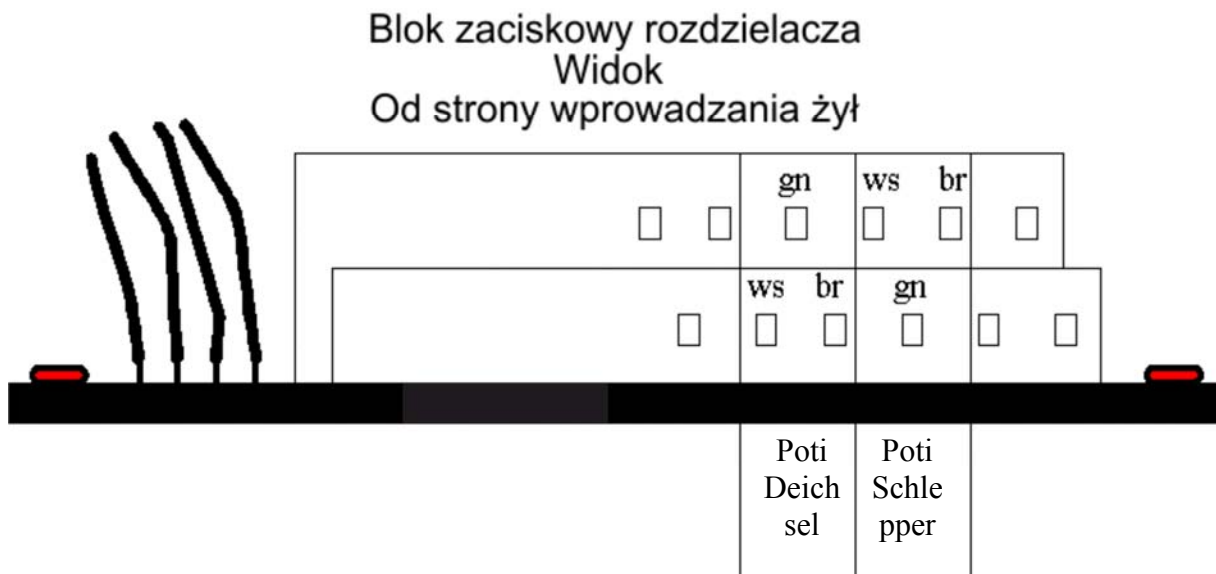 Blok zaciskowy rozdzielacza
Widok
Od strony wprowadzania żył
gn ws br
ws br gn
Poti
Deich
sel
Poti
Schle
pper